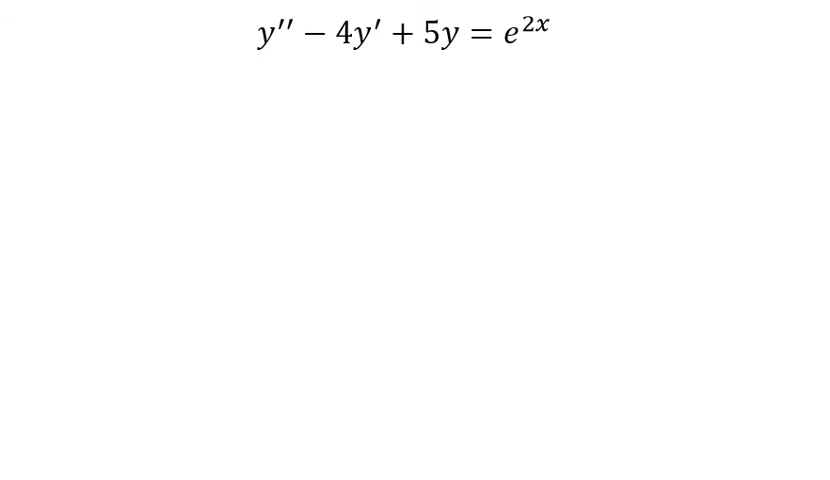 y′′ − 4y′ + 5y = e^{2x}